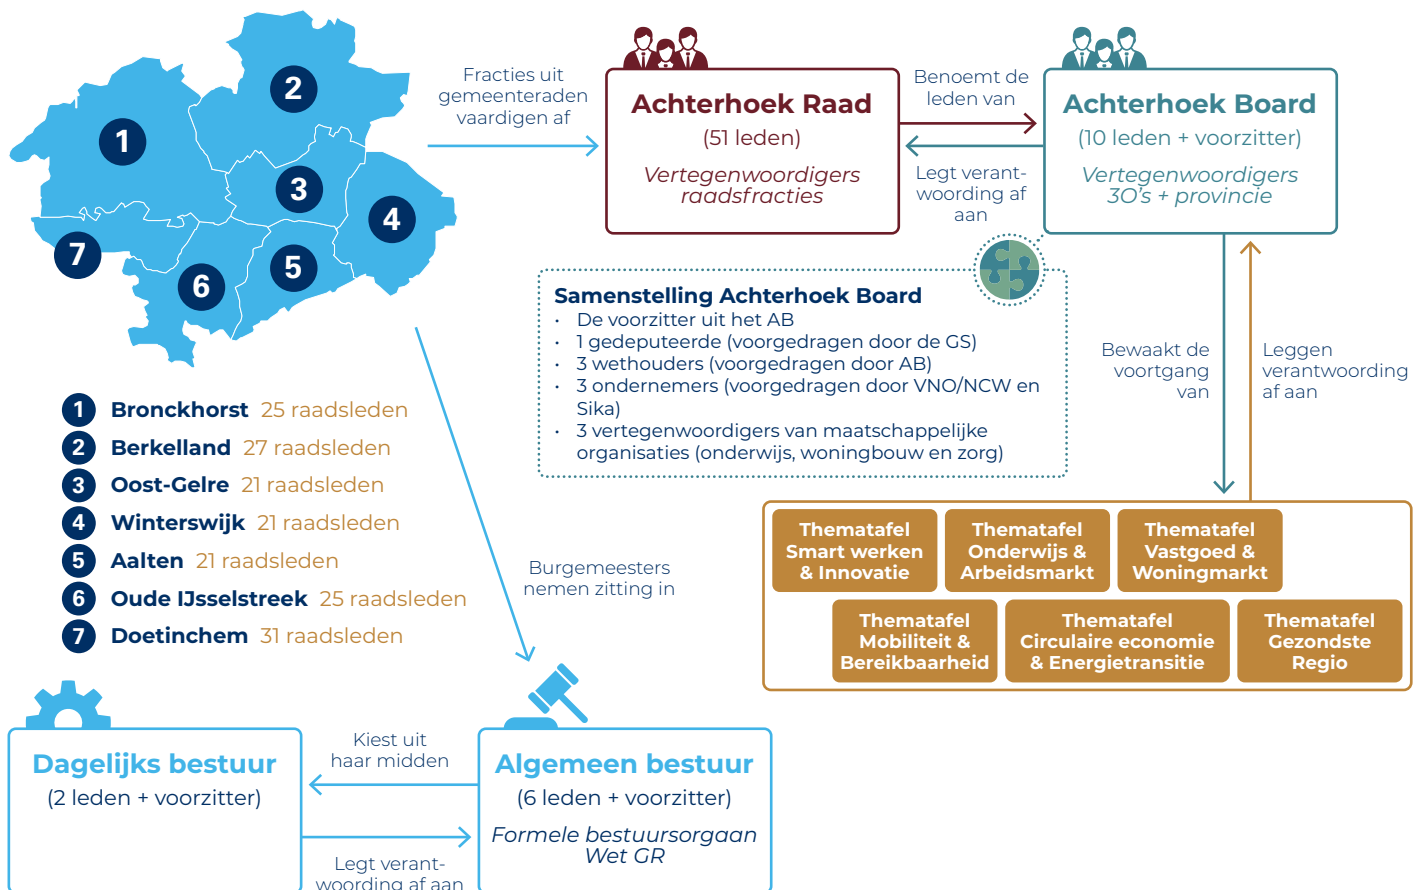 1
2
3
4
5
6
7
Fracties uit
gemeenteraden
vaardigen af
Achterhoek Raad
(51 leden)
Vertegenwoordigers
raadsfracties
Benoemt de
leden van
Legt verant-
woording af
aan
Achterhoek Board
(10 leden + voorzitter)
Vertegenwoordigers
3O’s + provincie
Samenstelling Achterhoek Board
• De voorzitter uit het AB
• 1 gedeputeerde (voorgedragen door de GS)
• 3 wethouders (voorgedragen door AB)
• 3 ondernemers (voorgedragen door VNO/NCW en
Sika)
• 3 vertegenwoordigers van maatschappelijke
organisaties (onderwijs, woningbouw en zorg)
Bewaakt de
voortgang
van
Leggen
verantwoording
af aan
1 Bronckhorst 25 raadsleden
2 Berkelland 27 raadsleden
3 Oost-Gelre 21 raadsleden
4 Winterswijk 21 raadsleden
5 Aalten 21 raadsleden
6 Oude IJsselstreek 25 raadsleden
7 Doetinchem 31 raadsleden
Burgemeesters
nemen zitting in
Thematafel
Smart werken
& Innovatie
Thematafel
Onderwijs &
Arbeidsmarkt
Thematafel
Vastgoed &
Woningmarkt
Thematafel
Mobiliteit &
Bereikbaarheid
Thematafel
Circulaire economie
& Energietransitie
Thematafel
Gezondste
Regio
Dagelijks bestuur
(2 leden + voorzitter)
Kiest uit
haar midden
Legt verant-
woording af aan
Algemeen bestuur
(6 leden + voorzitter)
Formele bestuursorgaan
Wet GR